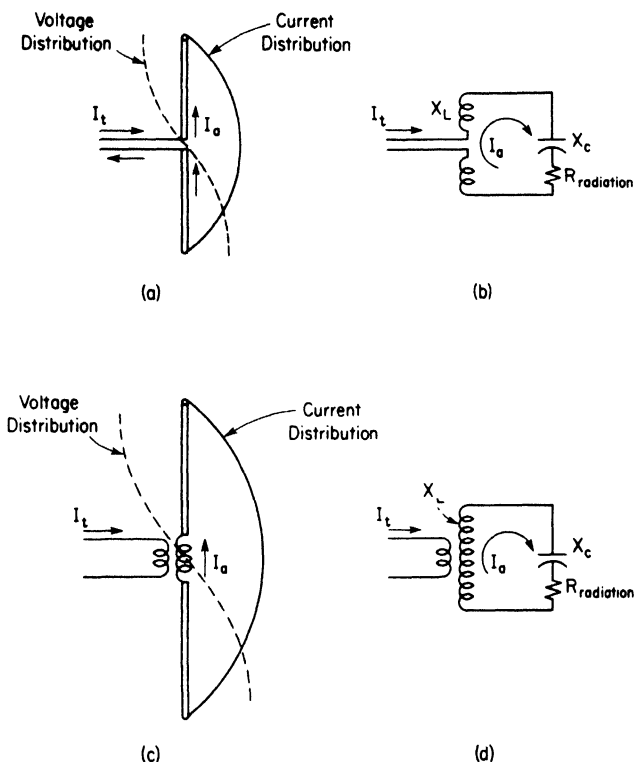 Voltage
Distribution
Current
Distribution
I_t
I_a
(a)
X_L
I_t
I_a
X_c
R_radiation
(b)
Voltage
Distribution
Current
Distribution
I_t
I_a
(c)
X_L
I_t
I_a
X_c
R_radiation
(d)